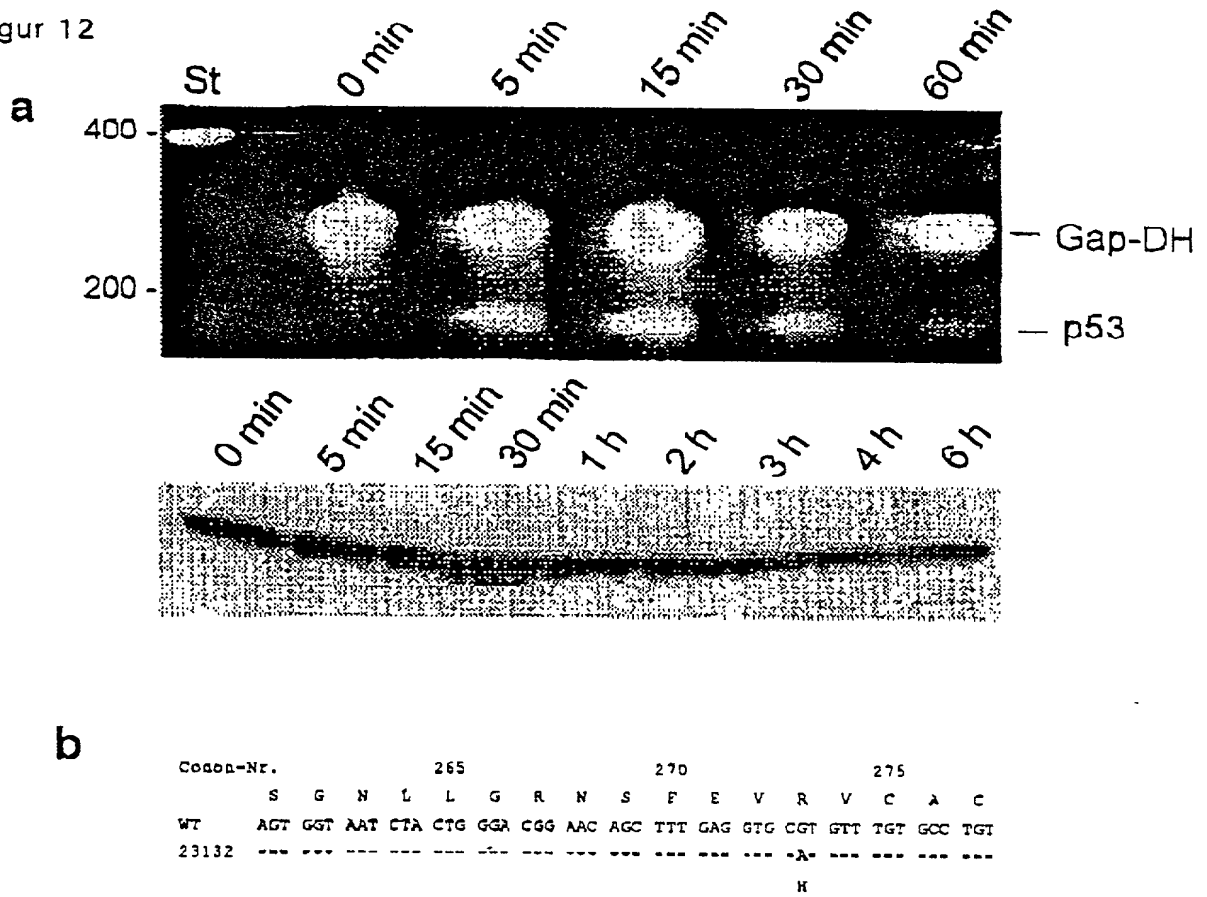 gur 12
a
St 0 min 5 min 15 min 30 min 60 min
400
Gap-DH
200
p53
0 min 5 min 15 min 30 min 1 h 2 h 3 h 4 h 6 h
b
Codon-Nr. 265 270 275
S G N L L G R N S F E V R V C A C
WT AGT GGT AAT CTA CTG GGA CGG AAC AGC TTT GAG GTG CGT GTT TGT GCC TGT
23132 --- --- --- --- --- --- --- --- --- --- --- --- -A- --- --- --- ---
H